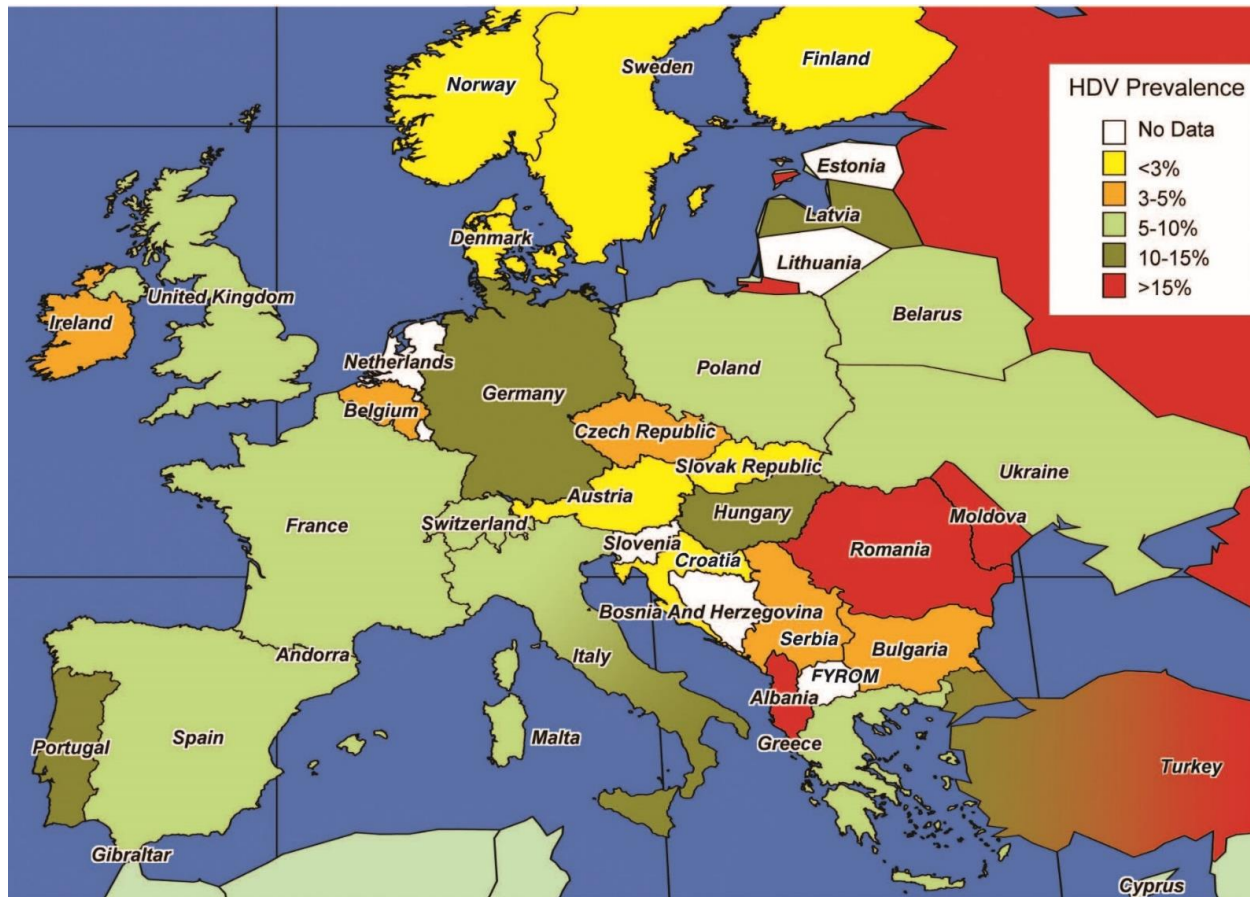 Norway
Sweden
Finland
HDV Prevalence
No Data
<3%
3-5%
5-10%
10-15%
>15%
Estonia
Latvia
Denmark
Lithuania
United Kingdom
Ireland
Belarus
Netherlands
Poland
Germany
Belgium
Czech Republic
Slovak Republic
Ukraine
Austria
France
Switzerland
Hungary
Moldova
Slovenia
Romania
Croatia
Bosnia And Herzegovina
Serbia
Bulgaria
Andorra
Italy
FYROM
Albania
Portugal
Spain
Malta
Greece
Turkey
Gibraltar
Cyprus